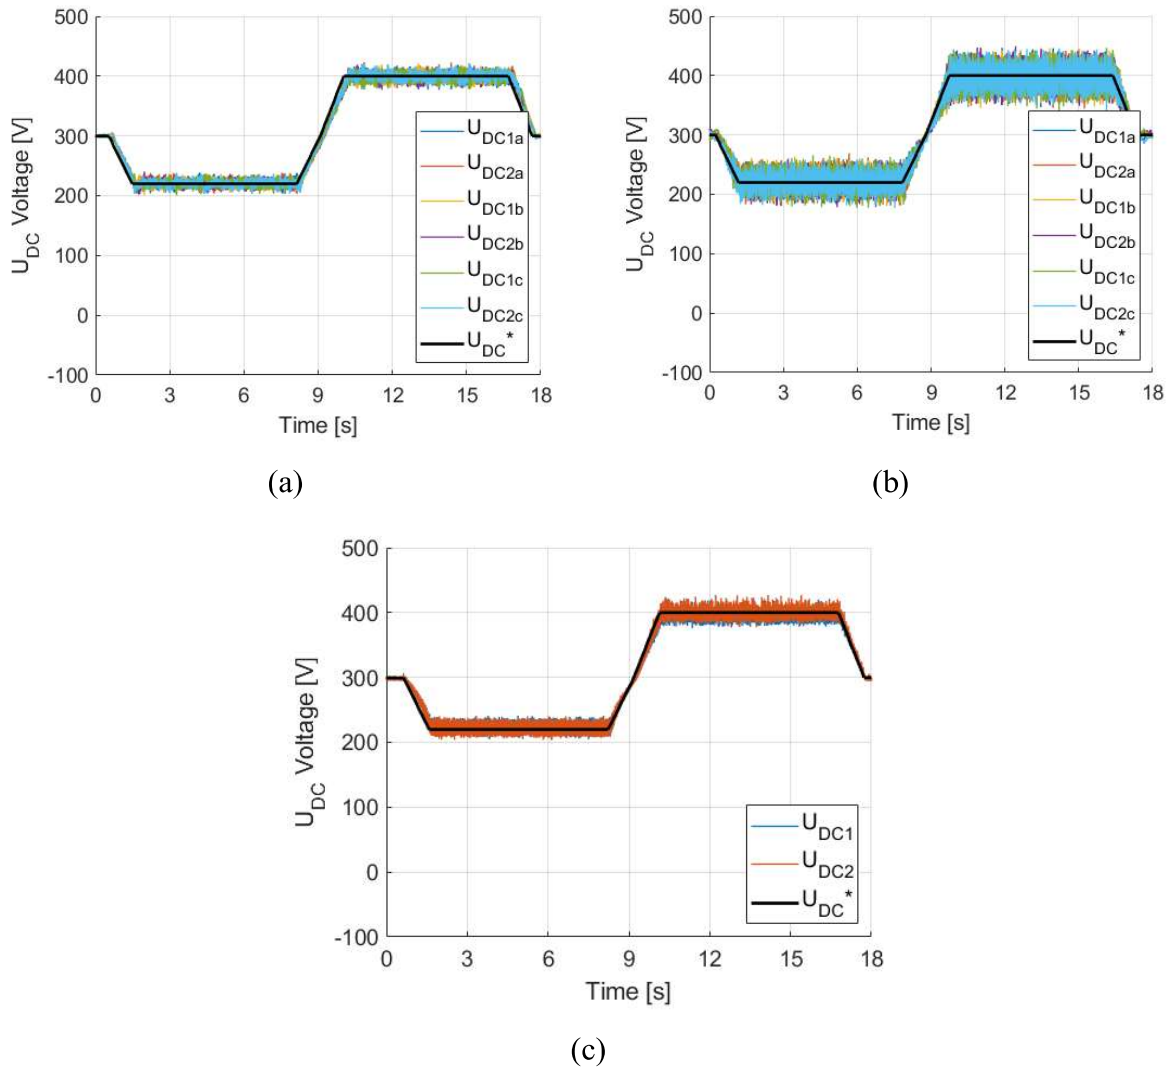 500
400
300
200
100
0
-100
U_DC Voltage [V]
0 3 6 9 12 15 18
Time [s]
U_DC1a
U_DC2a
U_DC1b
U_DC2b
U_DC1c
U_DC2c
U_DC*
(a)
500
400
300
200
100
0
-100
U_DC Voltage [V]
0 3 6 9 12 15 18
Time [s]
U_DC1a
U_DC2a
U_DC1b
U_DC2b
U_DC1c
U_DC2c
U_DC*
(b)
500
400
300
200
100
0
-100
U_DC Voltage [V]
0 3 6 9 12 15 18
Time [s]
U_DC1
U_DC2
U_DC*
(c)